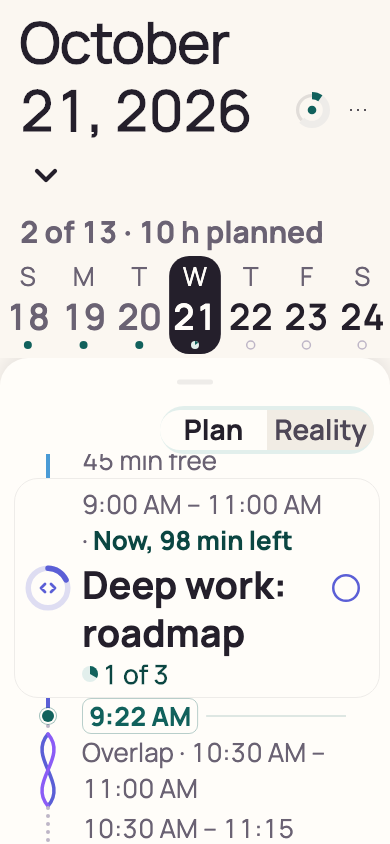 October
21, 2026
...
2 of 13 · 10 h planned
S M T W T F S
18 19 20 21 22 23 24
Plan Reality
45 min free
9:00 AM – 11:00 AM
· Now, 98 min left
Deep work:
roadmap
1 of 3
9:22 AM
Overlap · 10:30 AM –
11:00 AM
10:30 AM – 11:15